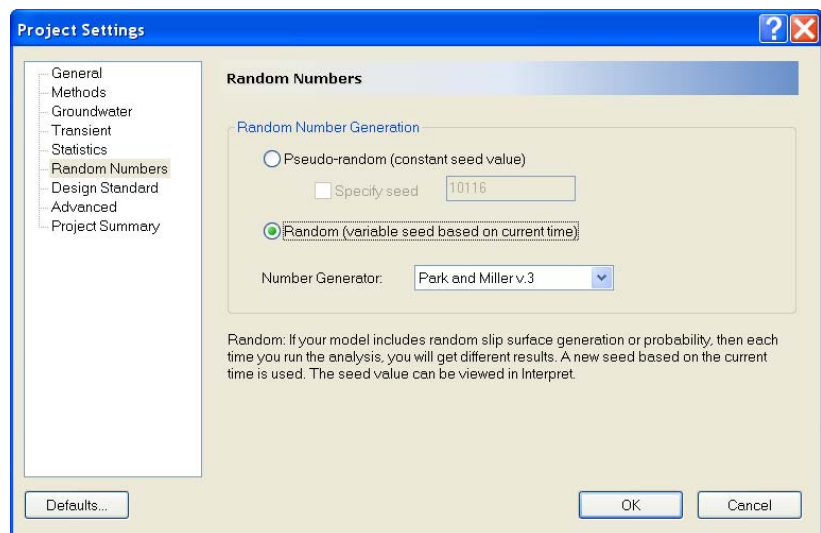 Project Settings
General
Methods
Groundwater
Transient
Statistics
Random Numbers
Design Standard
Advanced
Project Summary
Random Numbers
Random Number Generation
Pseudo-random (constant seed value)
Specify seed 10116
Random (variable seed based on current time)
Number Generator: Park and Miller v.3
Random: If your model includes random slip surface generation or probability, then each
time you run the analysis, you will get different results. A new seed based on the current
time is used. The seed value can be viewed in Interpret.
Defaults... OK Cancel